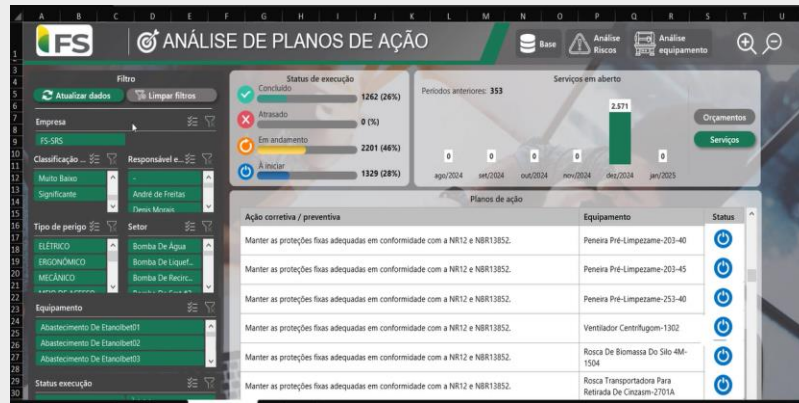 A B C D E F G H I J K L M N O P Q R S T U
FS
ANÁLISE DE PLANOS DE AÇÃO
Base
Análise Riscos
Análise equipamento
Filtro
Atualizar dados
Limpar filtros
Empresa
FS-SRS
Classificação ...
Responsável e...
Muito Baixo
Significante
-
André de Freitas
Denis Morais
Tipo de perigo
Setor
ELÉTRICO
ERGONÔMICO
MECÂNICO
Bomba De Água
Bomba De Liquef...
Bomba De Recirc...
Equipamento
Abastecimento De Etanolbet01
Abastecimento De Etanolbet02
Abastecimento De Etanolbet03
Status execução
Status de execução
Concluído
1262 (26%)
Atrasado
0 (%)
Em andamento
2201 (46%)
À iniciar
1329 (28%)
Serviços em aberto
Períodos anteriores: 353
0 0 0 0 2.571 0
ago/2024 set/2024 out/2024 nov/2024 dez/2024 jan/2025
Orçamentos
Serviços
Planos de ação
Ação corretiva / preventiva Equipamento Status
Manter as proteções fixas adequadas em conformidade com a NR12 e NBR13852. Peneira Pré-Limpezame-203-40
Manter as proteções fixas adequadas em conformidade com a NR12 e NBR13852. Peneira Pré-Limpezame-203-45
Manter as proteções fixas adequadas em conformidade com a NR12 e NBR13852. Peneira Pré-Limpezame-253-40
Manter as proteções fixas adequadas em conformidade com a NR12 e NBR13852. Ventilador Centrífugom-1302
Manter as proteções fixas adequadas em conformidade com a NR12 e NBR13852. Rosca De Biomassa Do Silo 4M-1504
Manter as proteções fixas adequadas em conformidade com a NR12 e NBR13852. Rosca Transportadora Para Retirada De Cinzasm-2701A